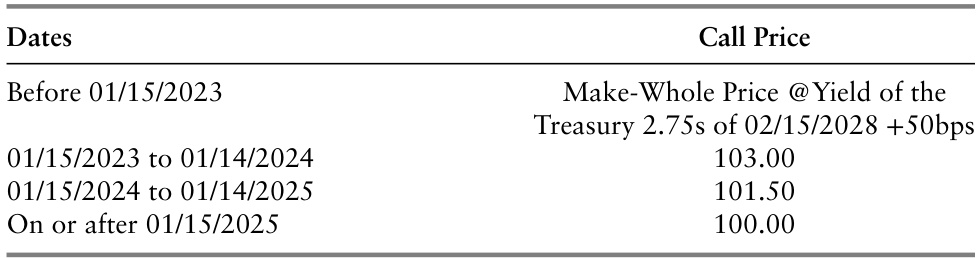 Dates Call Price
Before 01/15/2023 Make-Whole Price @Yield of the
Treasury 2.75s of 02/15/2028 +50bps
01/15/2023 to 01/14/2024 103.00
01/15/2024 to 01/14/2025 101.50
On or after 01/15/2025 100.00